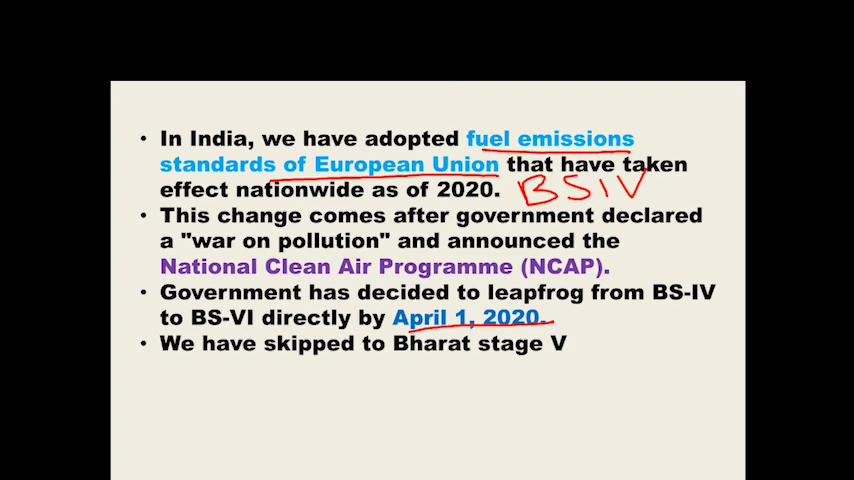 • In India, we have adopted fuel emissions
standards of European Union that have taken
effect nationwide as of 2020. BSIV
• This change comes after government declared
a "war on pollution" and announced the
National Clean Air Programme (NCAP).
• Government has decided to leapfrog from BS-IV
to BS-VI directly by April 1, 2020.
• We have skipped to Bharat stage V